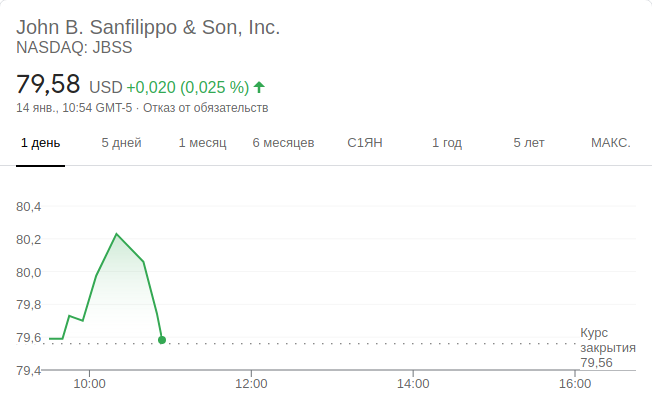 John B. Sanfilippo & Son, Inc.
NASDAQ: JBSS
79,58 USD +0,020 (0,025 %)
14 янв., 10:54 GMT-5 · Отказ от обязательств
1 день 5 дней 1 месяц 6 месяцев С1ЯН 1 год 5 лет МАКС.
80,4
80,2
80,0
79,8
79,6
79,4
Курс
закрытия
79,56
10:00 12:00 14:00 16:00